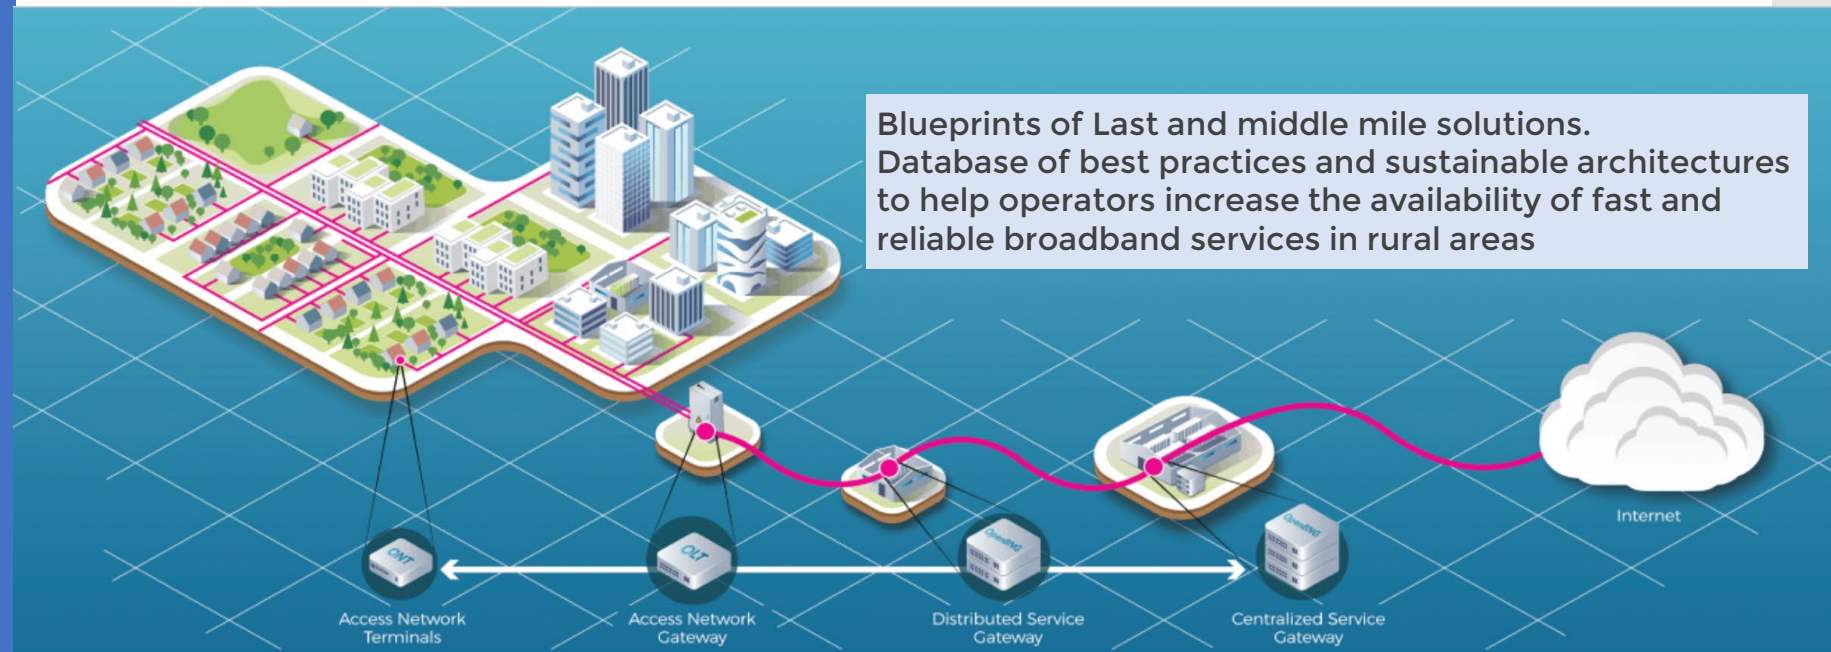 Blueprints of Last and middle mile solutions.
Database of best practices and sustainable architectures
to help operators increase the availability of fast and
reliable broadband services in rural areas
Internet
ONT
OLT
OpenBNG
OpenBNG
Access Network
Terminals
Access Network
Gateway
Distributed Service
Gateway
Centralized Service
Gateway